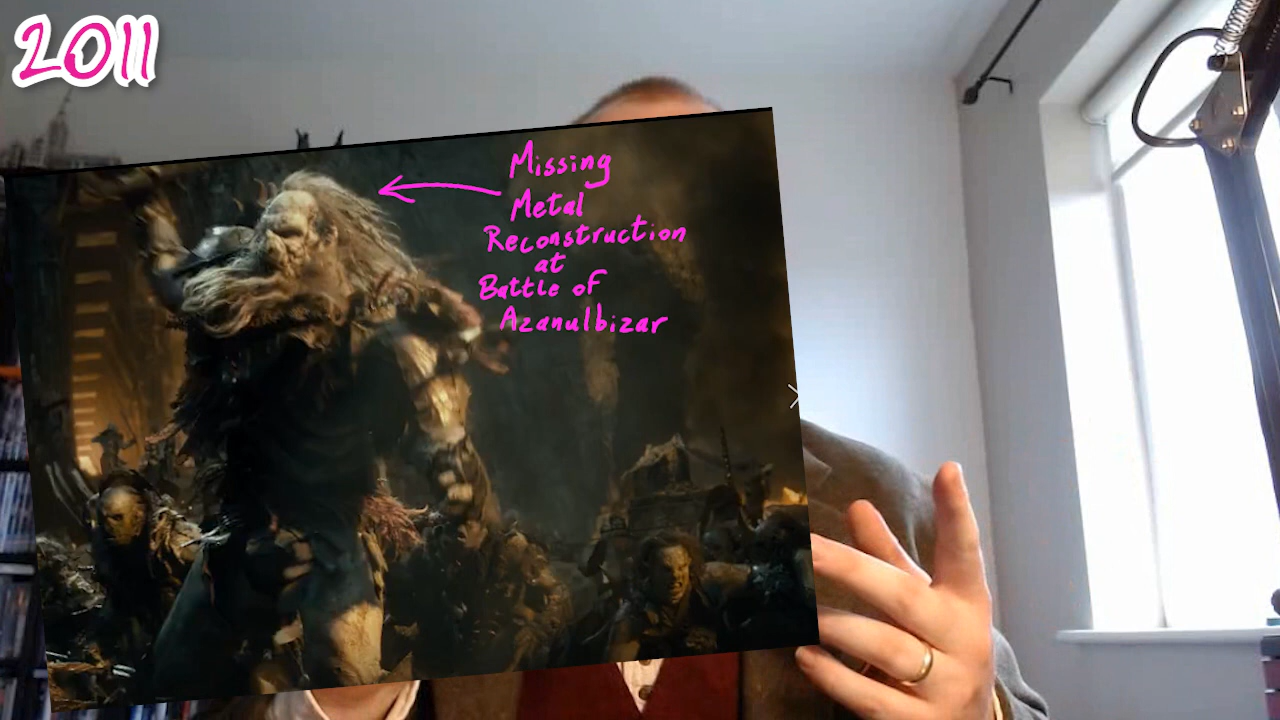 2011
Missing
Metal
Reconstruction
at
Battle of
Azanulbizar